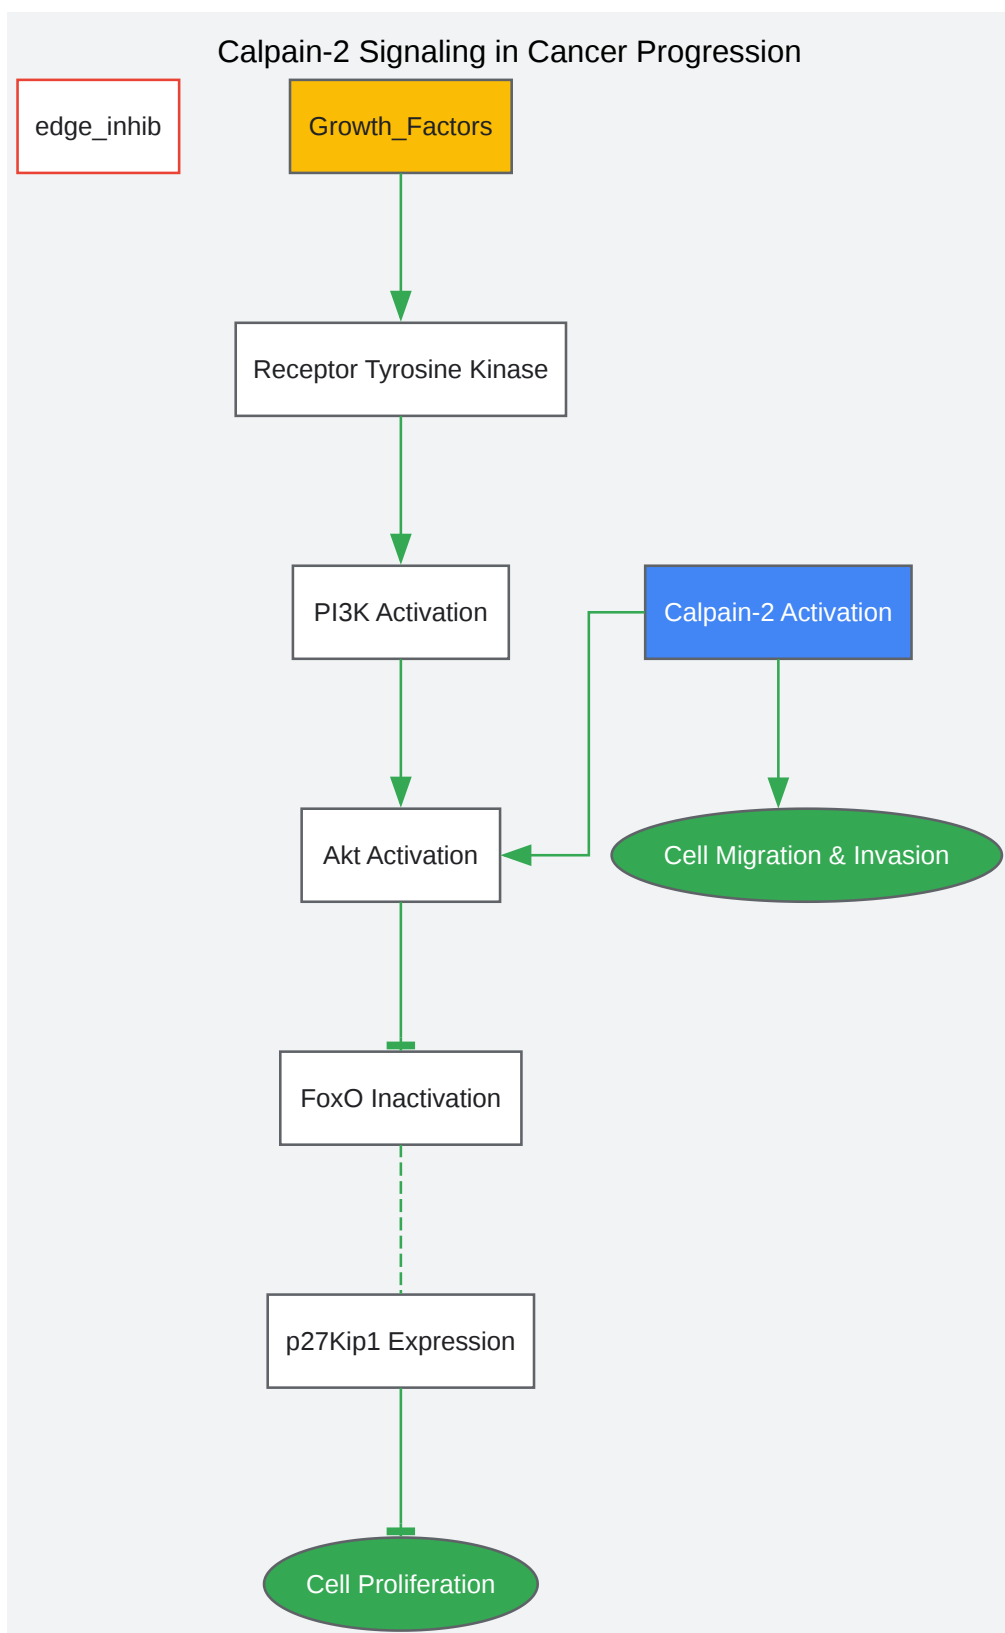 Calpain-2 Signaling in Cancer Progression
edge_inhib
Growth_Factors
Receptor Tyrosine Kinase
PI3K Activation
Calpain-2 Activation
Akt Activation
Cell Migration & Invasion
FoxO Inactivation
p27Kip1 Expression
Cell Proliferation